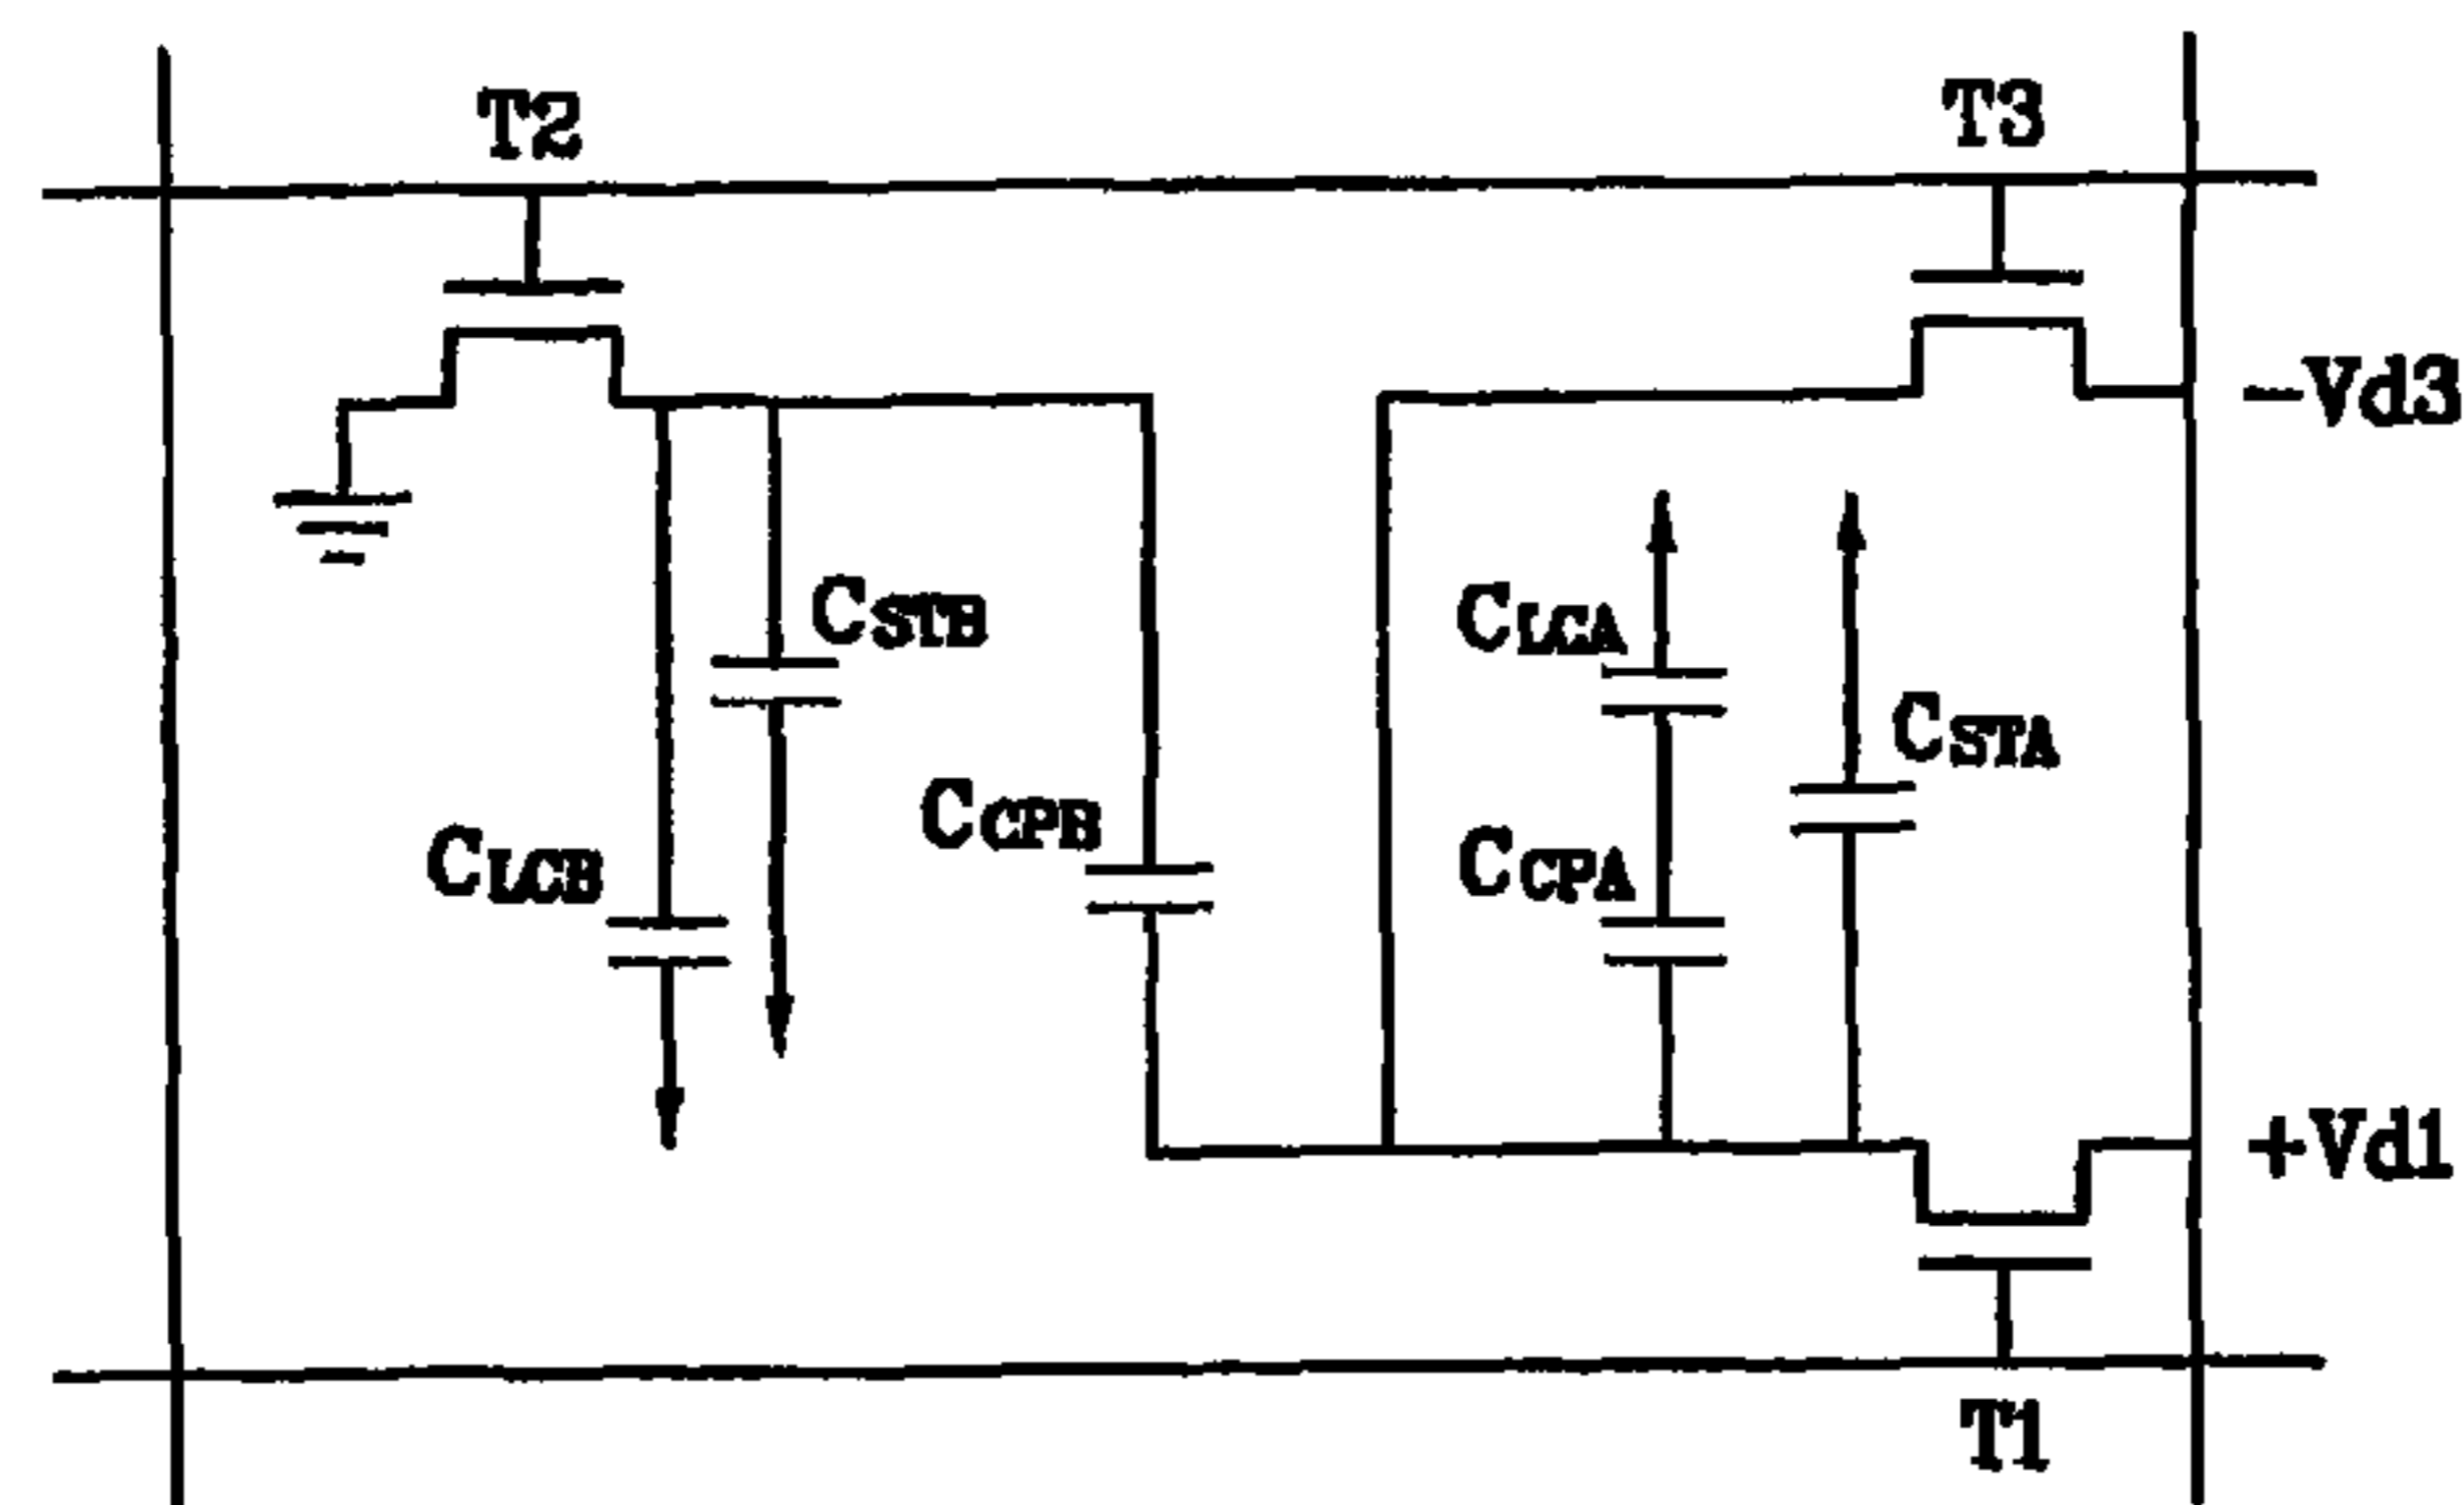 T2
T3
-Vd3
CSTB
CLCA
CSTA
CCPB
CLCB
CCPA
+Vd1
T1